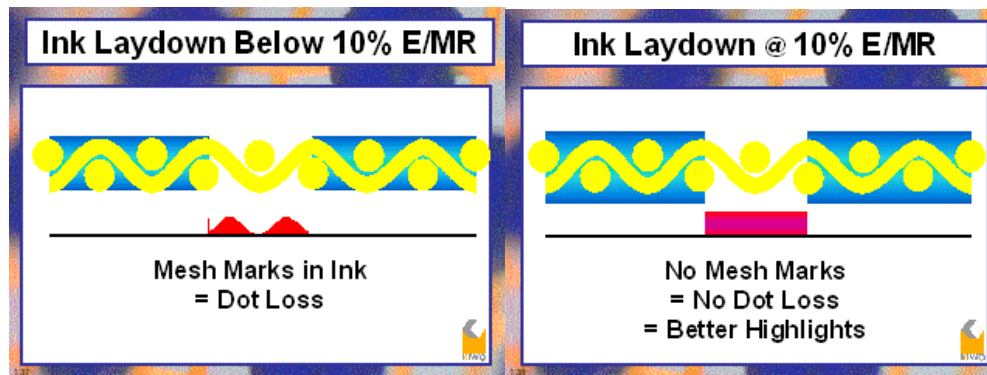 Ink Laydown Below 10% E/MR
Mesh Marks in Ink
= Dot Loss
Ink Laydown @ 10% E/MR
No Mesh Marks
= No Dot Loss
= Better Highlights